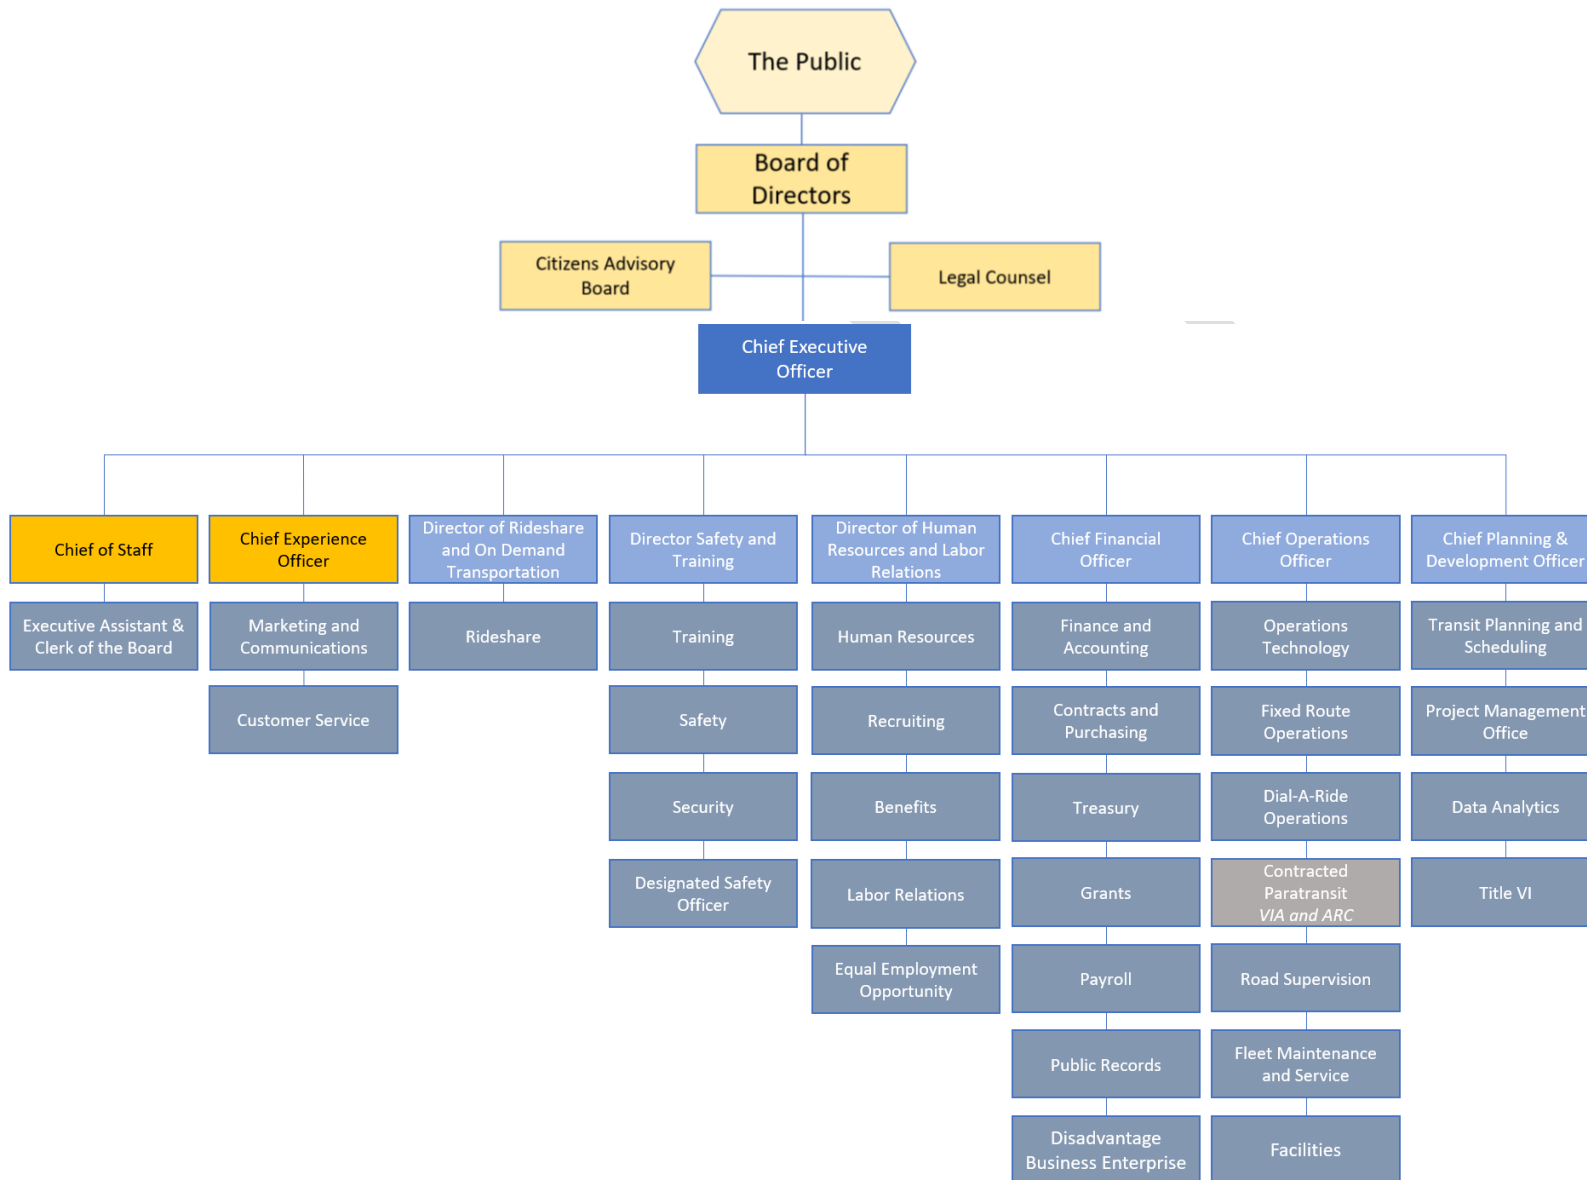 The Public
Board of
Directors
Citizens Advisory
Board
Legal Counsel
Chief Executive
Officer
Chief of Staff
Executive Assistant &
Clerk of the Board
Chief Experience
Officer
Marketing and
Communications
Customer Service
Director of Rideshare
and On Demand
Transportation
Rideshare
Director Safety and
Training
Training
Safety
Security
Designated Safety
Officer
Director of Human
Resources and Labor
Relations
Human Resources
Recruiting
Benefits
Labor Relations
Equal Employment
Opportunity
Chief Financial
Officer
Finance and
Accounting
Contracts and
Purchasing
Treasury
Grants
Payroll
Public Records
Disadvantage
Business Enterprise
Chief Operations
Officer
Operations
Technology
Fixed Route
Operations
Dial-A-Ride
Operations
Contracted
Paratransit
VIA and ARC
Road Supervision
Fleet Maintenance
and Service
Facilities
Chief Planning &
Development Officer
Transit Planning and
Scheduling
Project Management
Office
Data Analytics
Title VI